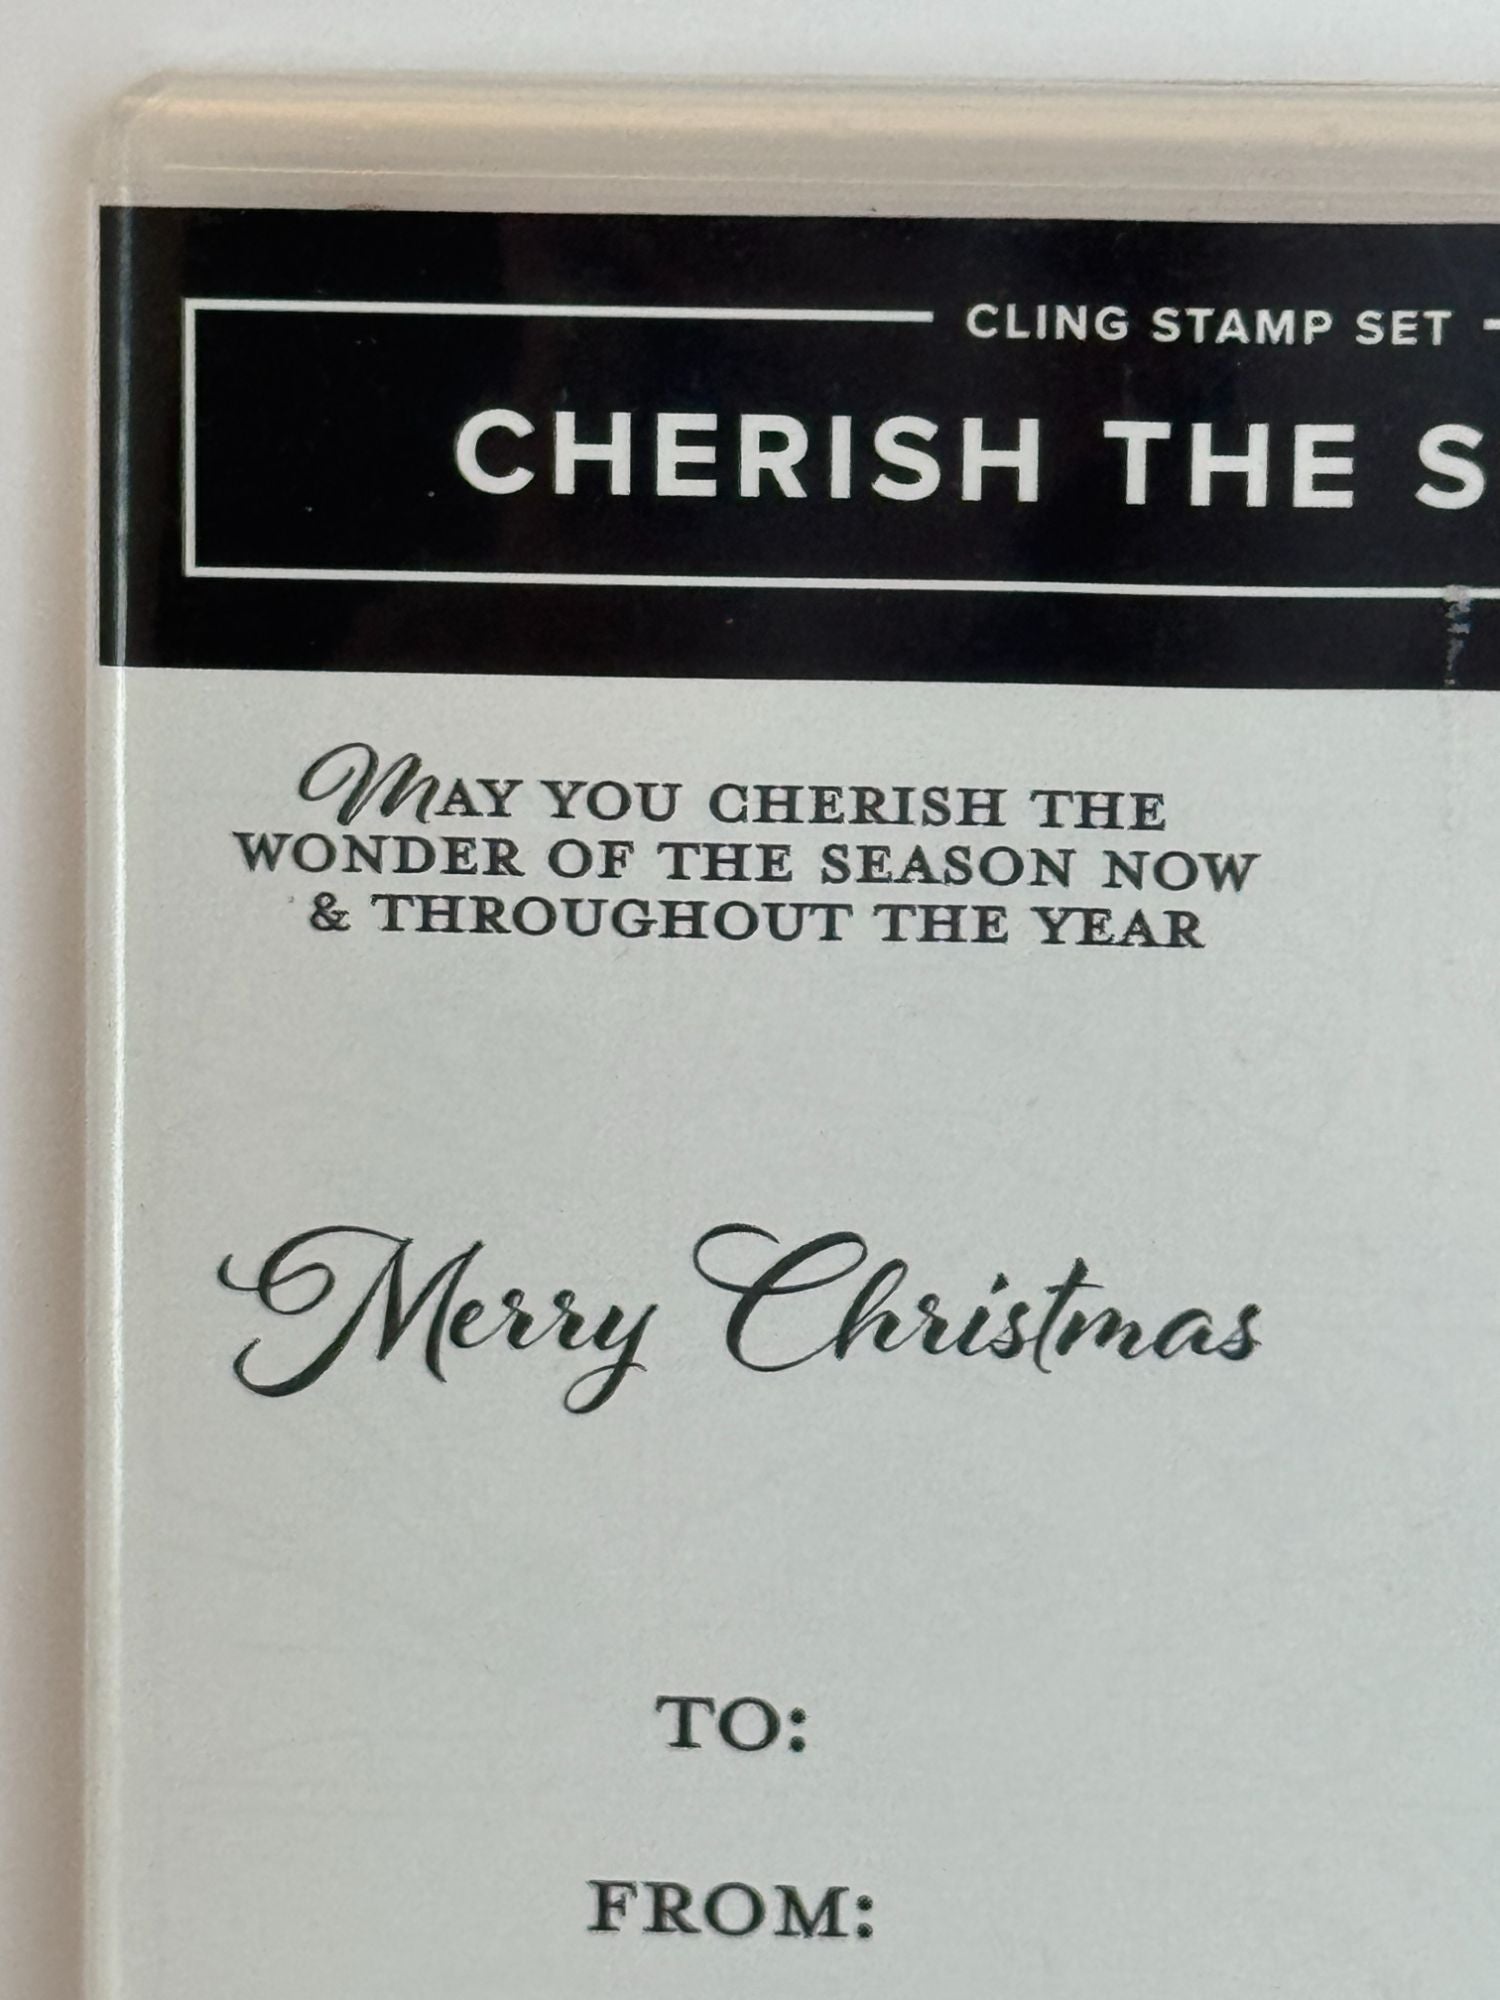 CLING STAMP SET
CHERISH THE S
MAY YOU CHERISH THE
WONDER OF THE SEASON NOW
& THROUGHOUT THE YEAR
Merry Christmas
TO:
FROM: